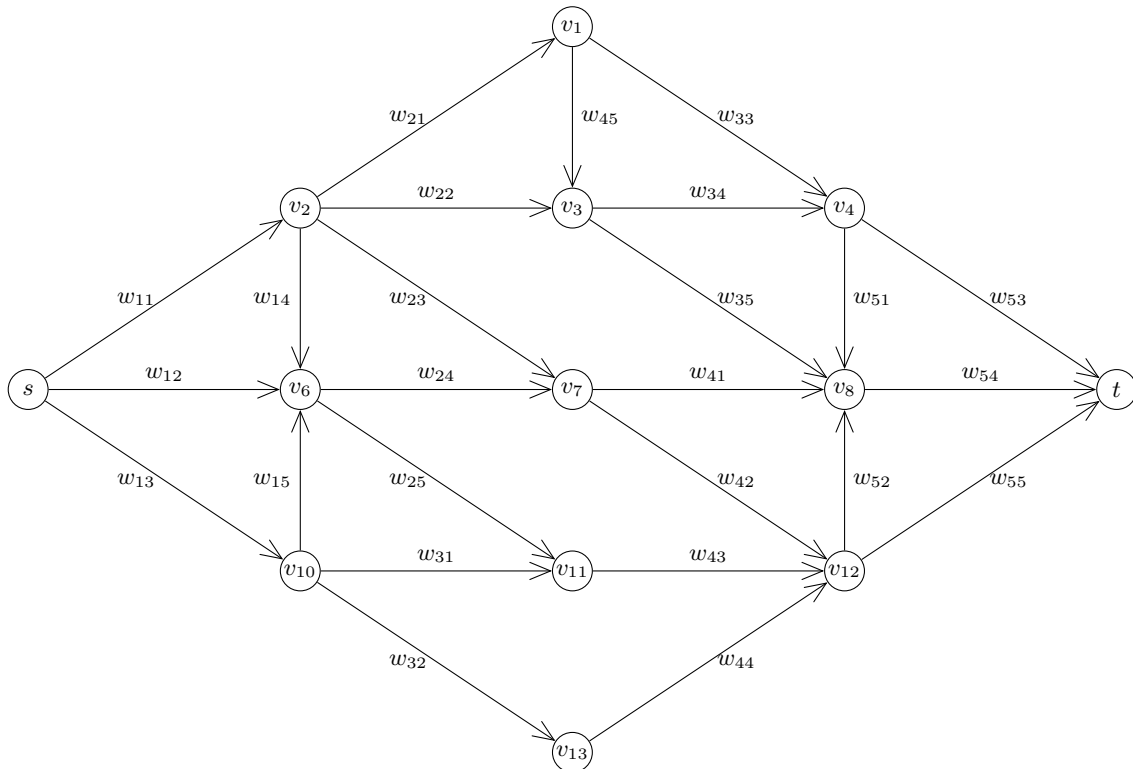 v₁
w₂₁ w₄₅ w₃₃
v₂ w₂₂ v₃ w₃₄ v₄
w₁₁ w₁₄ w₂₃ w₃₅ w₅₁ w₅₃
s w₁₂ v₆ w₂₄ v₇ w₄₁ v₈ w₅₄ t
w₁₃ w₁₅ w₂₅ w₄₂ w₅₂ w₅₅
v₁₀ w₃₁ v₁₁ w₄₃ v₁₂
w₃₂ w₄₄
v₁₃